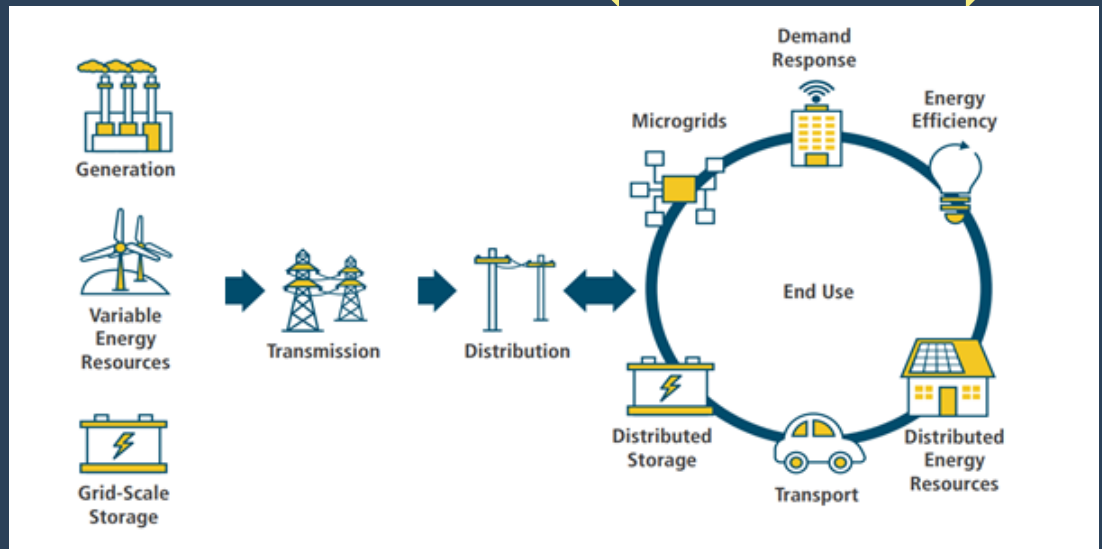 Generation
Variable
Energy
Resources
Grid-Scale
Storage
Transmission
Distribution
Microgrids
Demand
Response
Energy
Efficiency
End Use
Distributed
Storage
Transport
Distributed
Energy
Resources